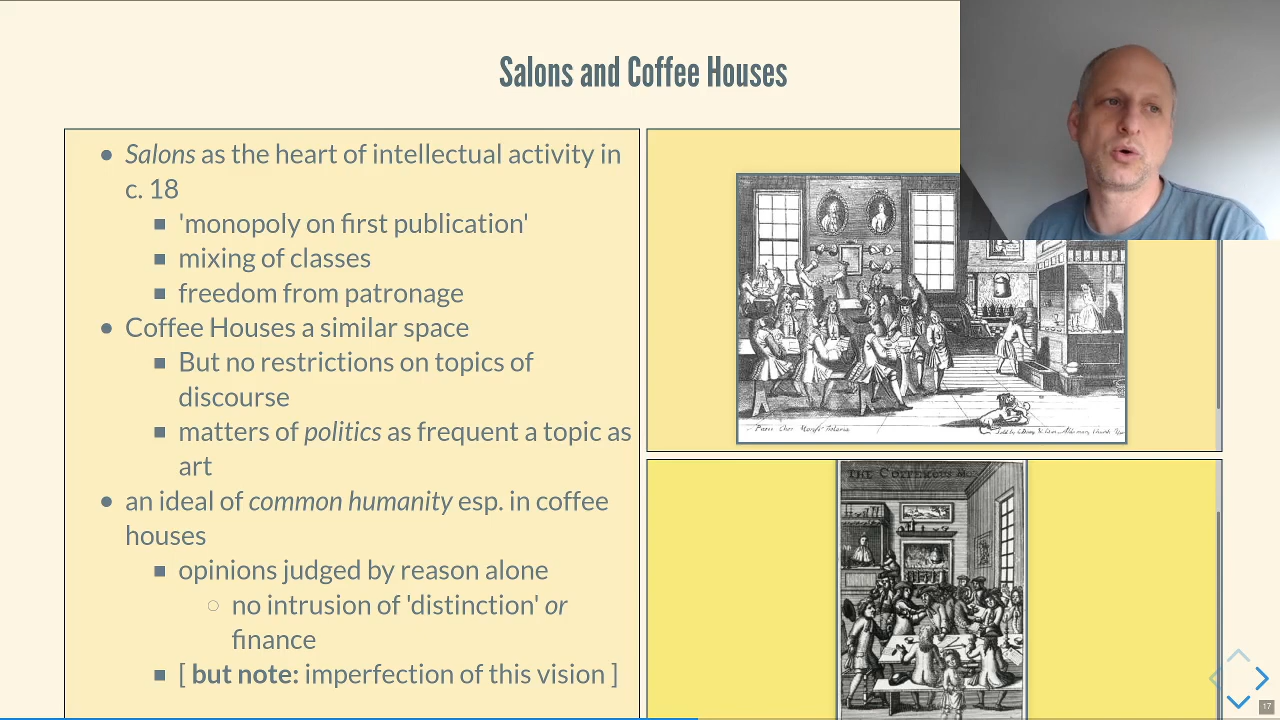 Salons and Coffee Houses
Salons as the heart of intellectual activity in
c. 18
'monopoly on first publication'
mixing of classes
freedom from patronage
Coffee Houses a similar space
But no restrictions on topics of
discourse
matters of politics as frequent a topic as
art
an ideal of common humanity esp. in coffee
houses
opinions judged by reason alone
no intrusion of 'distinction' or
finance
[ but note: imperfection of this vision ]
THE
17